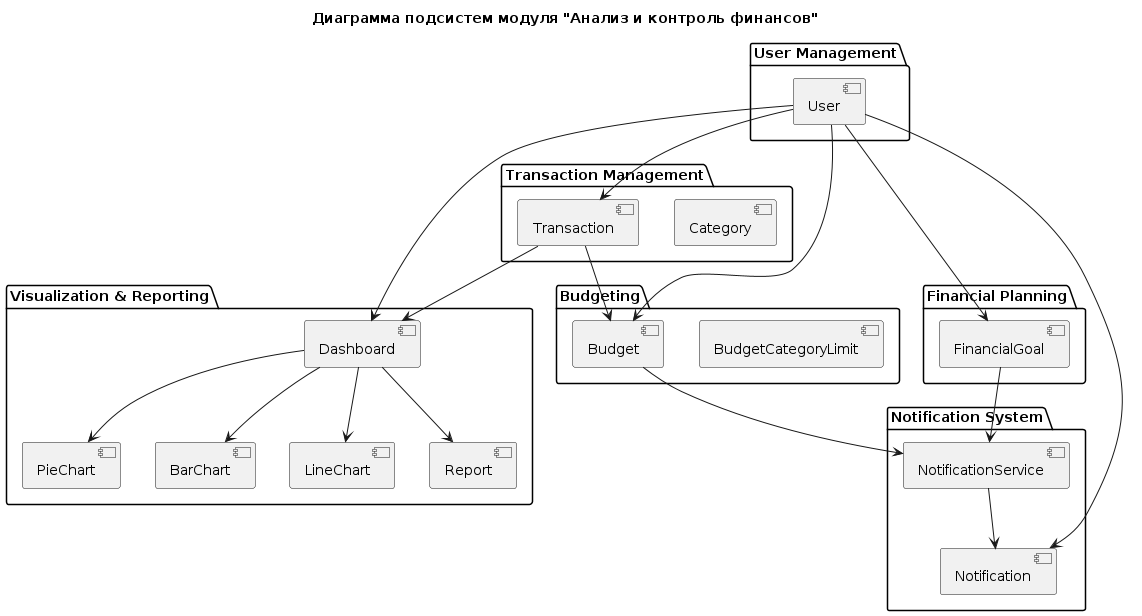 Диаграмма подсистем модуля "Анализ и контроль финансов"
User Management
User
Transaction Management
Transaction
Category
Visualization & Reporting
Dashboard
PieChart
BarChart
LineChart
Report
Budgeting
Budget
BudgetCategoryLimit
Financial Planning
FinancialGoal
Notification System
NotificationService
Notification